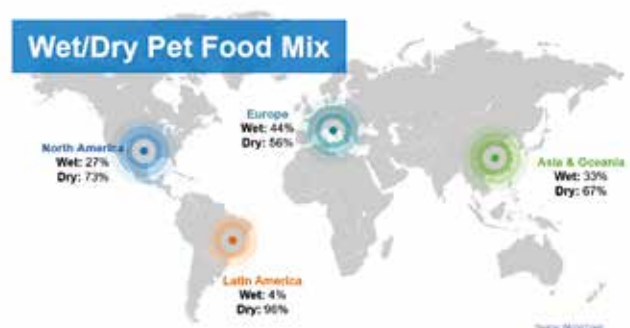 Wet/Dry Pet Food Mix
Europe
Wet: 44%
Dry: 56%
North America
Wet: 27%
Dry: 73%
Asia & Oceania
Wet: 33%
Dry: 67%
Latin America
Wet: 4%
Dry: 96%